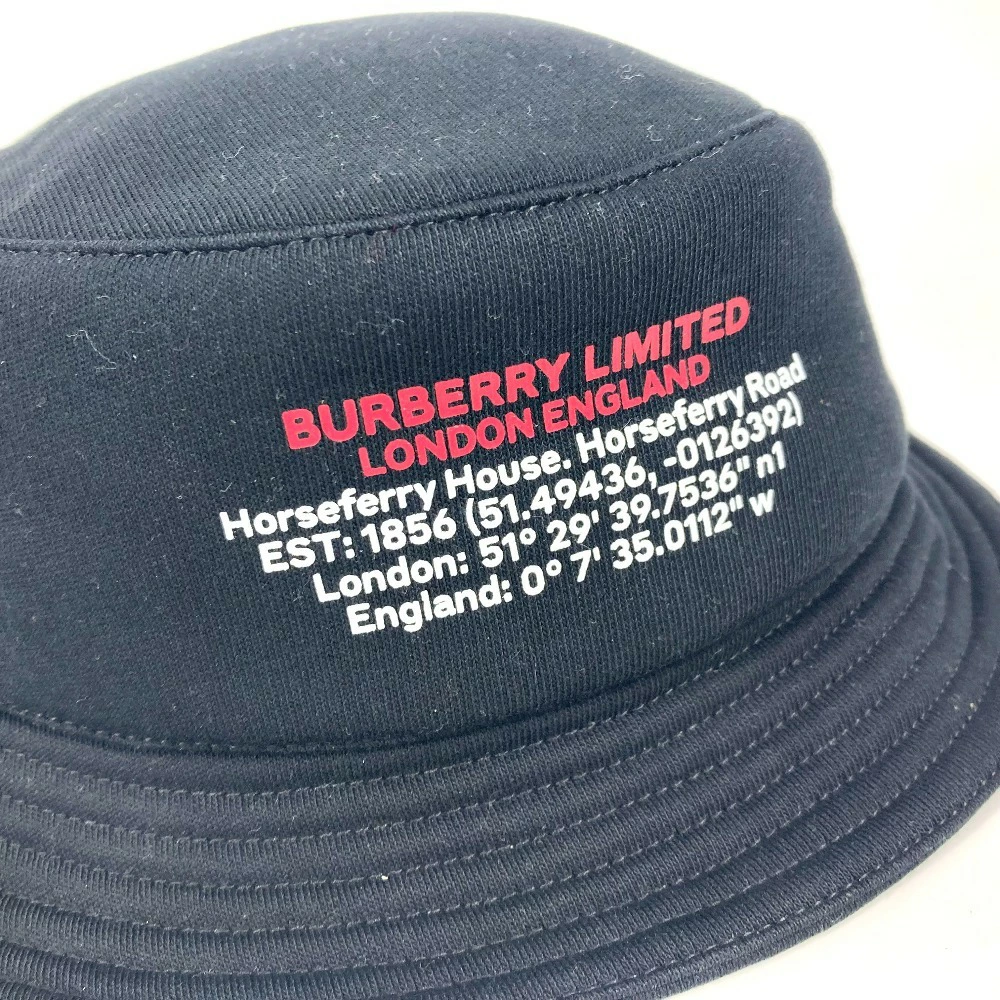 BURBERRY LIMITED
LONDON ENGLAND
Horseferry House. Horseferry Road
EST: 1856 (51.49436, -0126392)
London: 51° 29' 39.7536" n1
England: 0° 7' 35.0112" w